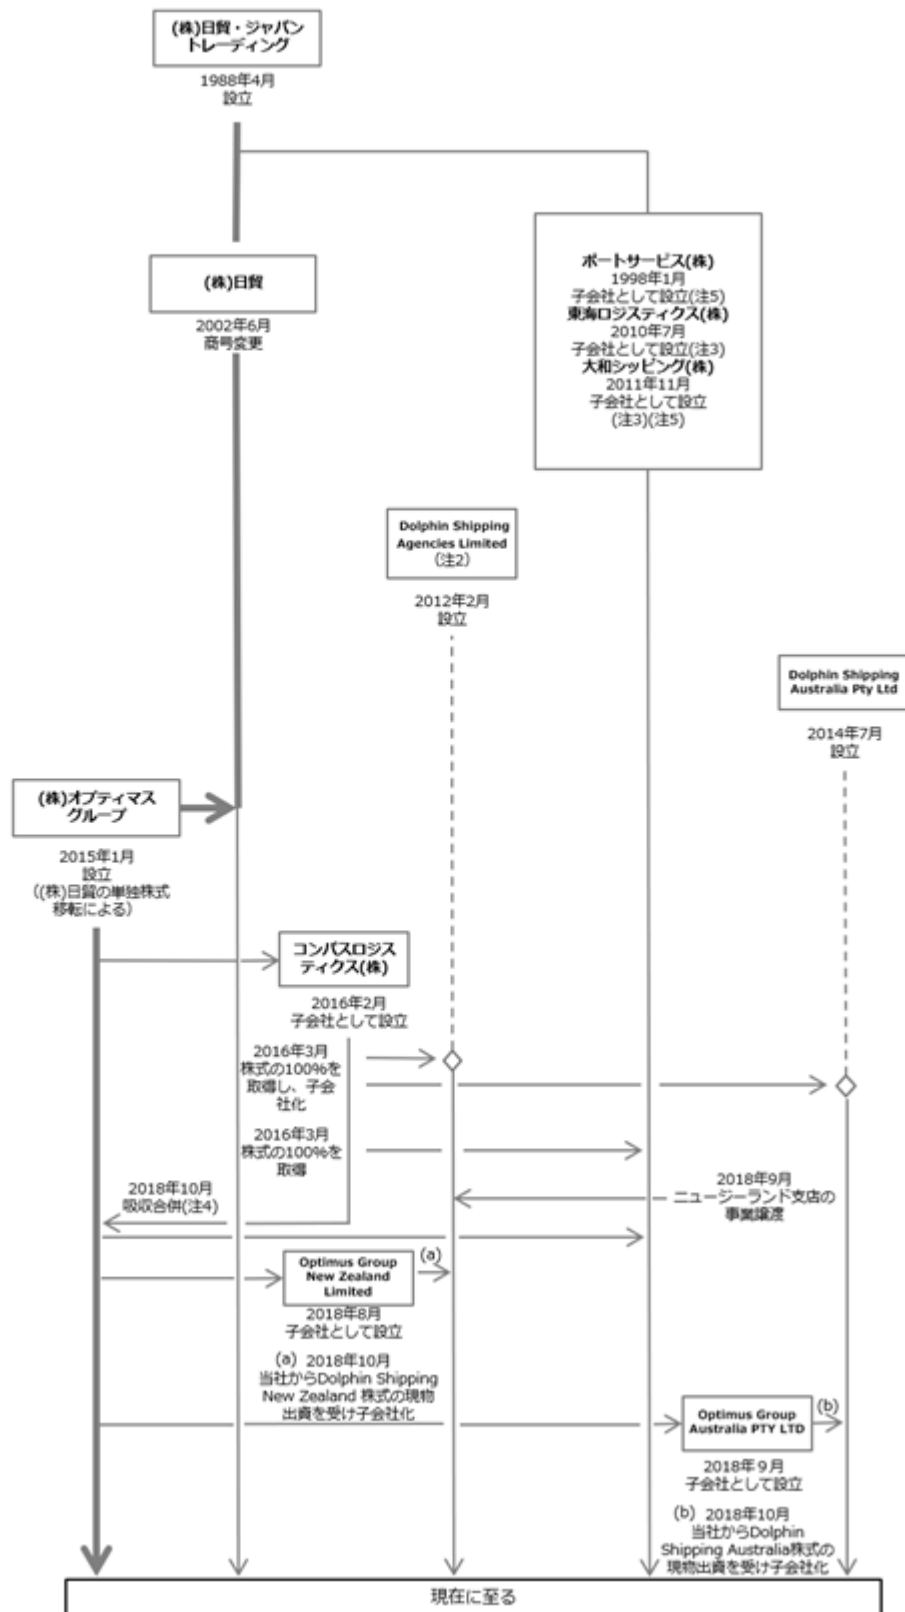 (株)日貿・ジャパン
トレーディング
1988年4月
設立
(株)日貿
2002年6月
商号変更
ポートサービス(株)
1998年1月
子会社として設立(注5)
東海ロジスティクス(株)
2010年7月
子会社として設立(注3)
大和シッピング(株)
2011年11月
子会社として設立
(注3)(注5)
Dolphin Shipping
Agencies Limited
(注2)
2012年2月
設立
Dolphin Shipping
Australia Pty Ltd
2014年7月
設立
(株)オプティマス
グループ
2015年1月
設立
((株)日貿の単独株式
移転による)
コンパスロジス
ティクス(株)
2016年2月
子会社として設立
2016年3月
株式の100%を
取得し、子会
社化
2016年3月
株式の100%を
取得
2018年10月
吸収合併(注4)
2018年9月
ニュージーランド支店の
事業譲渡
Optimus Group
New Zealand
Limited
(a)
2018年8月
子会社として設立
(a) 2018年10月
当社からDolphin Shipping
New Zealand 株式の現物
出資を受け子会社化
Optimus Group
Australia PTY LTD
(b)
2018年9月
子会社として設立
(b) 2018年10月
当社からDolphin
Shipping Australia株式の
現物出資を受け子会社化
現在に至る